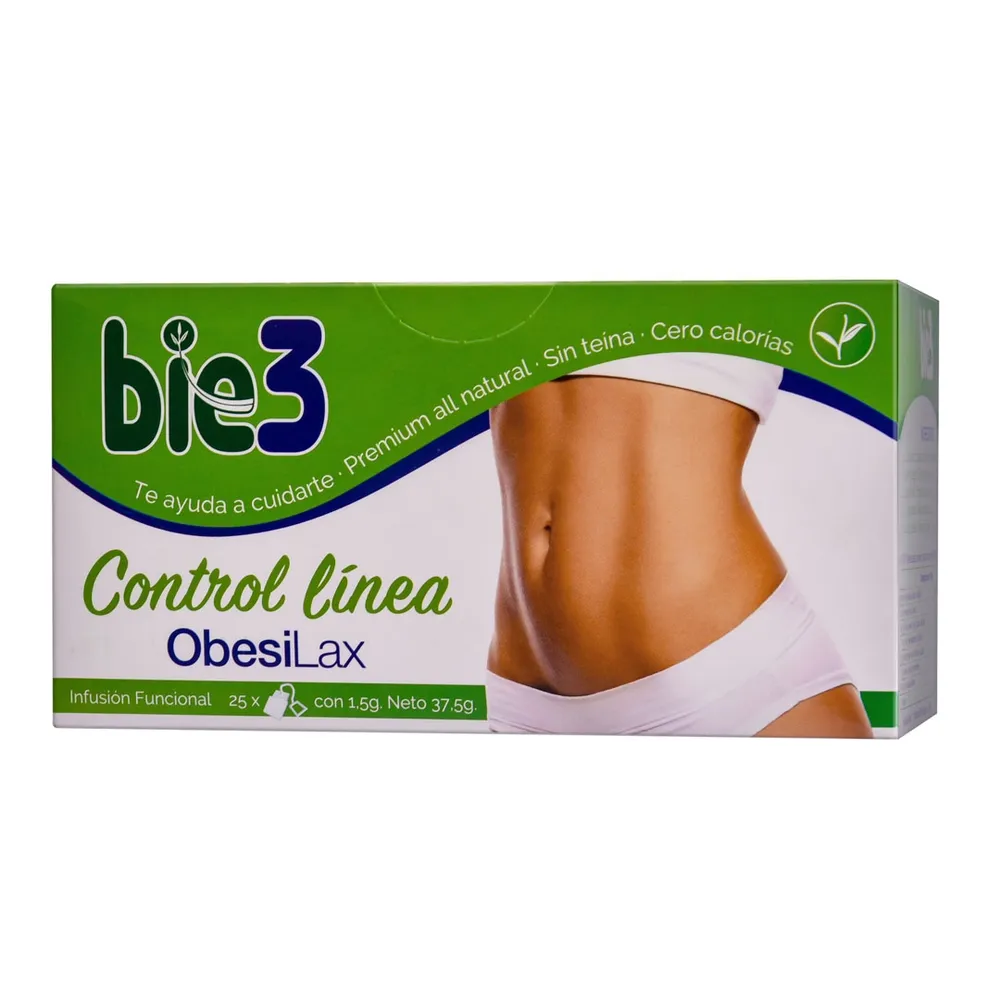 bie3
Te ayuda a cuidarte · Premium all natural · Sin teína · Cero calorías
Control línea
ObesiLax
Infusión Funcional 25 x con 1,5g. Neto 37,5g.